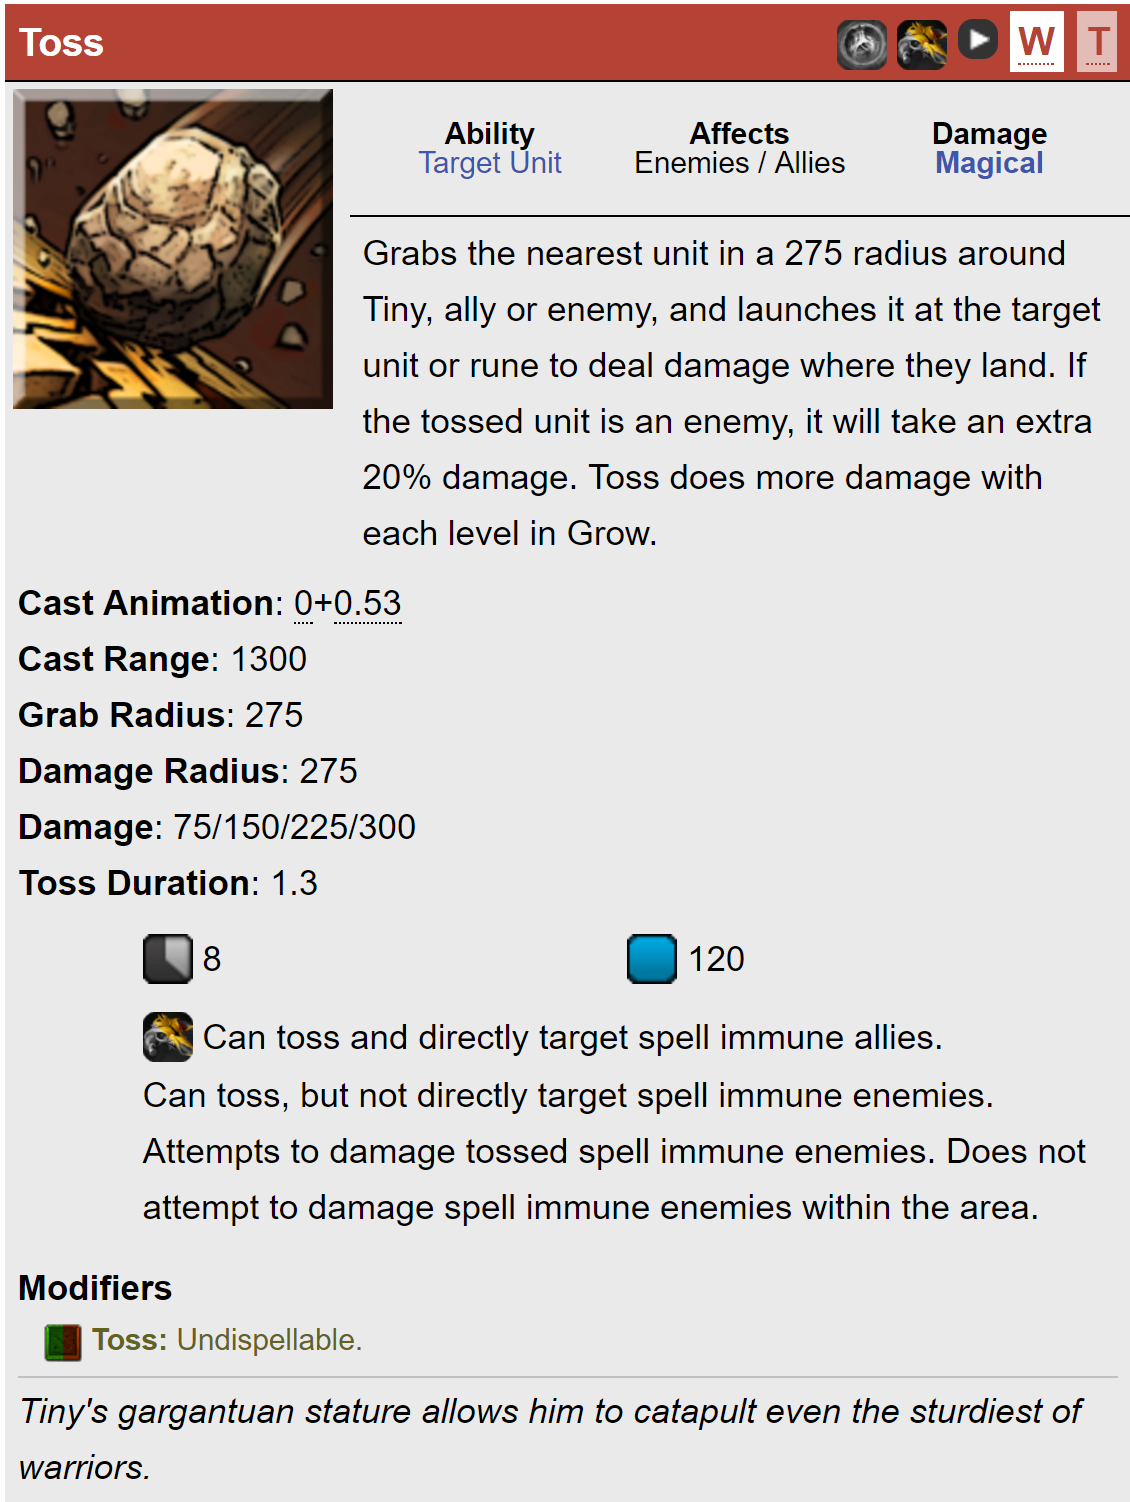 Toss
W T
Ability Affects Damage
Target Unit Enemies / Allies Magical
Grabs the nearest unit in a 275 radius around
Tiny, ally or enemy, and launches it at the target
unit or rune to deal damage where they land. If
the tossed unit is an enemy, it will take an extra
20% damage. Toss does more damage with
each level in Grow.
Cast Animation: 0+0.53
Cast Range: 1300
Grab Radius: 275
Damage Radius: 275
Damage: 75/150/225/300
Toss Duration: 1.3
8 120
Can toss and directly target spell immune allies.
Can toss, but not directly target spell immune enemies.
Attempts to damage tossed spell immune enemies. Does not
attempt to damage spell immune enemies within the area.
Modifiers
Toss: Undispellable.
Tiny's gargantuan stature allows him to catapult even the sturdiest of
warriors.